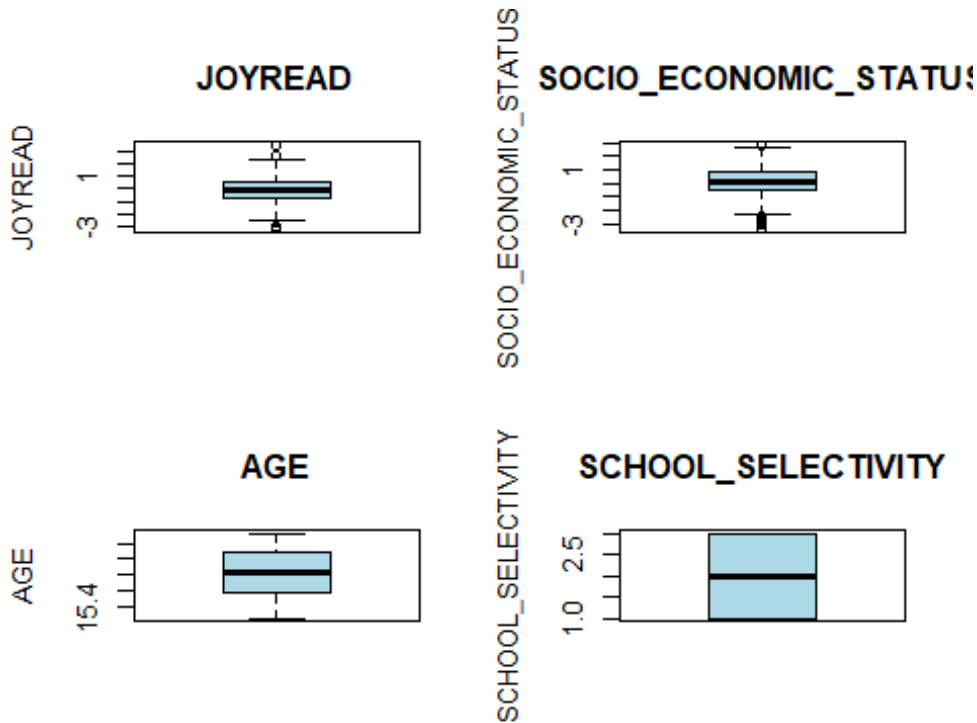 JOYREAD
JOYREAD
1
-3
SOCIO_ECONOMIC_STATUS
SOCIO_ECONOMIC_STATUS
1
-3
AGE
AGE
15.4
SCHOOL_SELECTIVITY
SCHOOL_SELECTIVITY
2.5
1.0